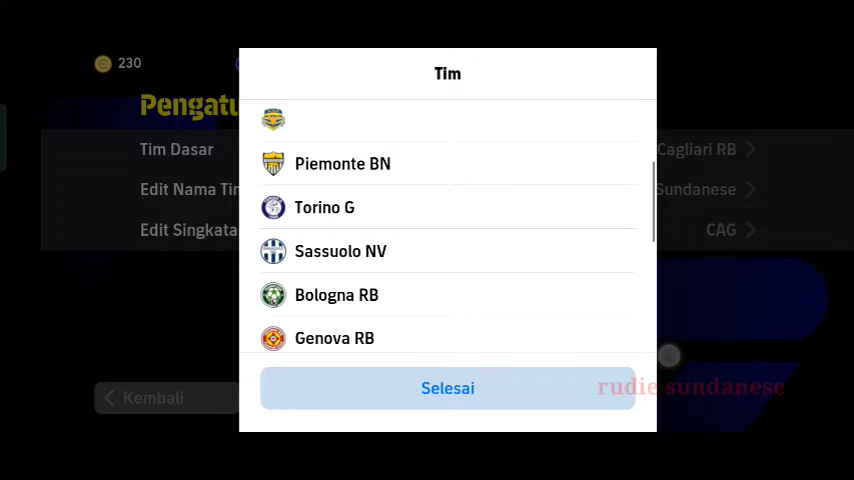 230
Tim
Pengatu
Tim Dasar
Cagliari RB
Piemonte BN
Edit Nama Tim
Sundanese
Torino G
Edit Singkata
CAG
Sassuolo NV
Bologna RB
Genova RB
Selesai
rudie sundanese
Kembali